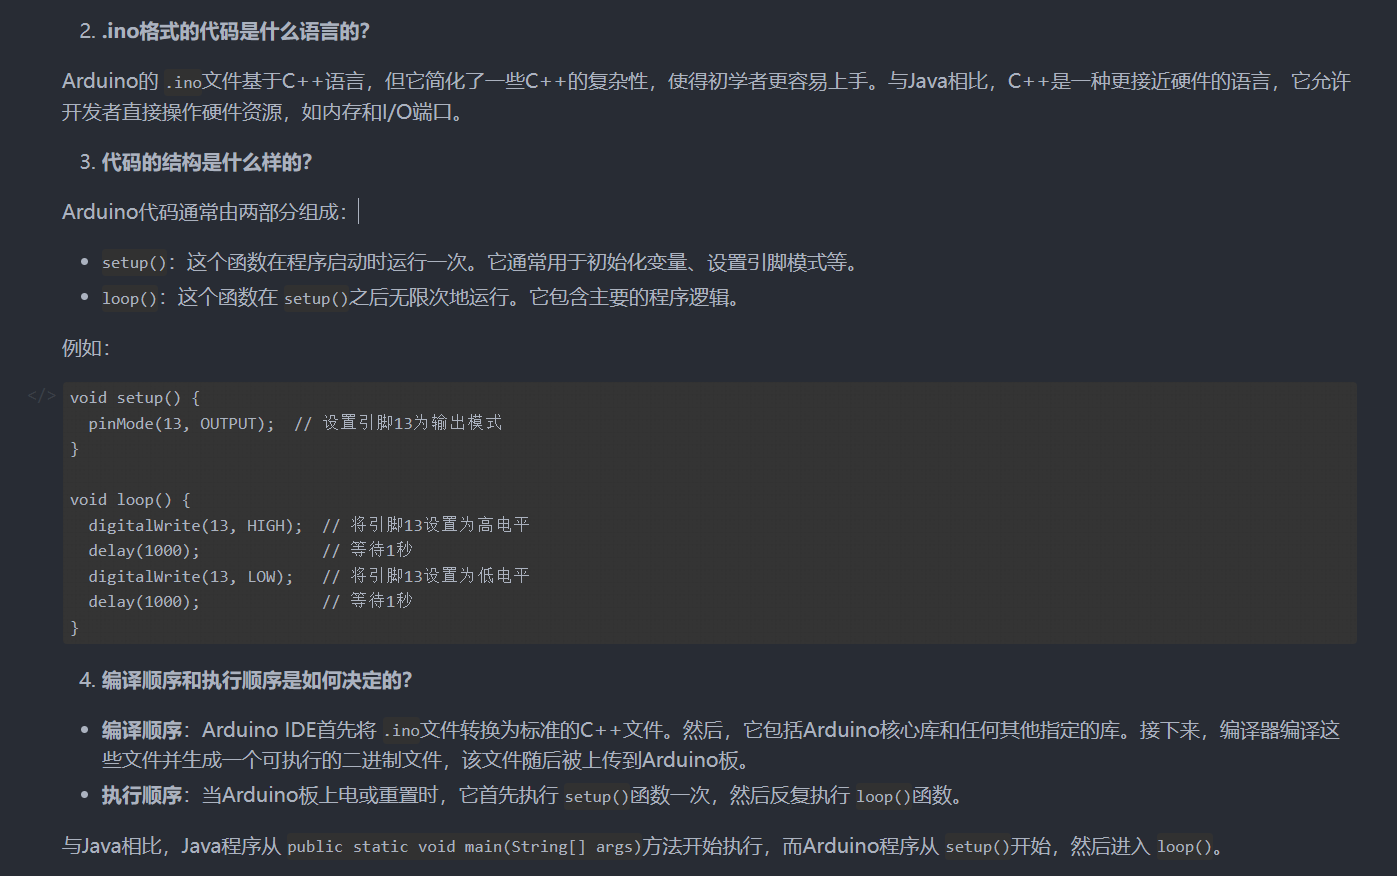 2. .ino格式的代码是什么语言的？
Arduino的 .ino文件基于C++语言，但它简化了一些C++的复杂性，使得初学者更容易上手。与Java相比，C++是一种更接近硬件的语言，它允许
开发者直接操作硬件资源，如内存和I/O端口。
3. 代码的结构是什么样的？
Arduino代码通常由两部分组成：
• setup()：这个函数在程序启动时运行一次。它通常用于初始化变量、设置引脚模式等。
• loop()：这个函数在 setup()之后无限次地运行。它包含主要的程序逻辑。
例如：
</>
void setup() {
  pinMode(13, OUTPUT);  // 设置引脚13为输出模式
}
void loop() {
  digitalWrite(13, HIGH);  // 将引脚13设置为高电平
  delay(1000);             // 等待1秒
  digitalWrite(13, LOW);   // 将引脚13设置为低电平
  delay(1000);             // 等待1秒
}
4. 编译顺序和执行顺序是如何决定的？
• 编译顺序：Arduino IDE首先将 .ino文件转换为标准的C++文件。然后，它包括Arduino核心库和任何其他指定的库。接下来，编译器编译这
些文件并生成一个可执行的二进制文件，该文件随后被上传到Arduino板。
• 执行顺序：当Arduino板上电或重置时，它首先执行 setup()函数一次，然后反复执行 loop()函数。
与Java相比，Java程序从 public static void main(String[] args)方法开始执行，而Arduino程序从 setup()开始，然后进入 loop()。